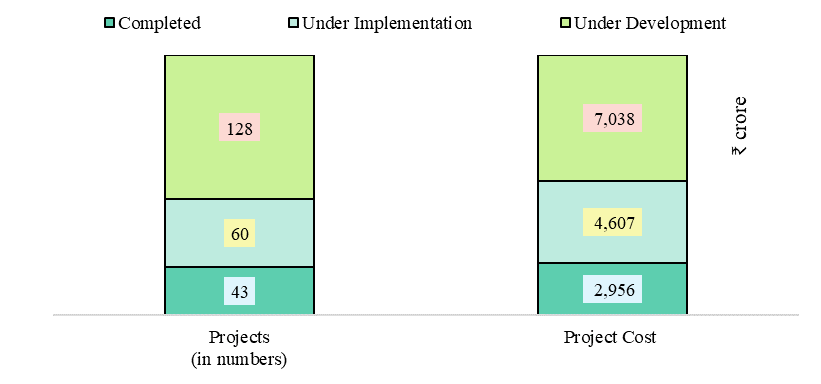 Completed Under Implementation Under Development
128
7,038
₹ crore
60
4,607
43
2,956
Projects
(in numbers)
Project Cost